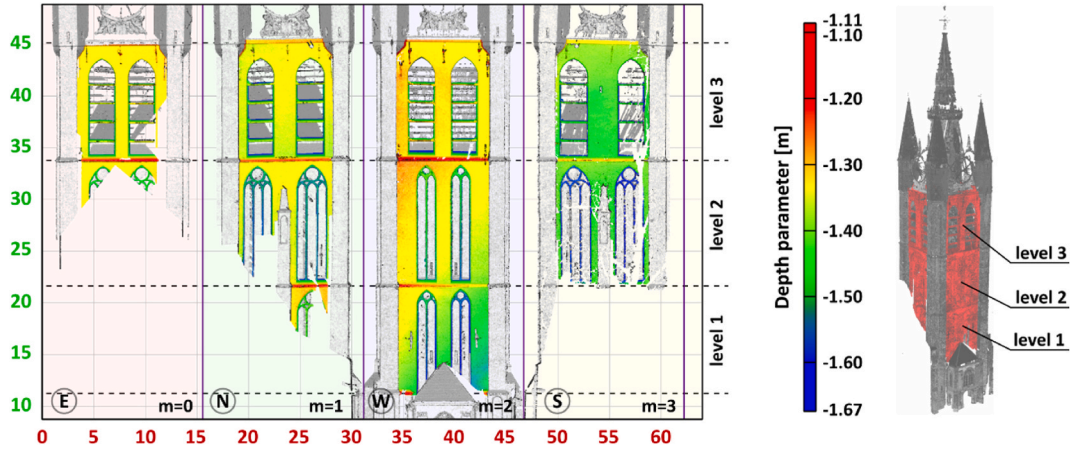 45
40
35
30
25
20
15
10
level 3
level 2
level 1
E
m=0
N
m=1
W
m=2
S
m=3
0
5
10
15
20
25
30
35
40
45
50
55
60
Depth parameter [m]
-1.11
-1.10
-1.20
-1.30
-1.40
-1.50
-1.60
-1.67
level 3
level 2
level 1